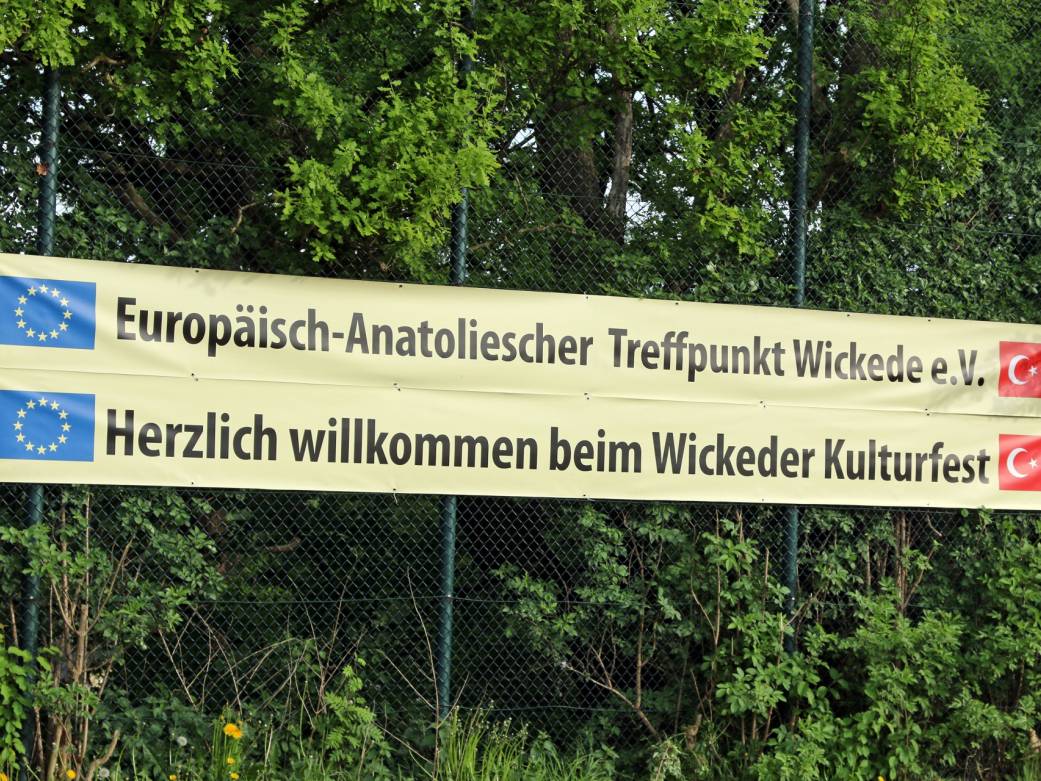 Europäisch-Anatoliescher Treffpunkt Wickede e.V.
Herzlich willkommen beim Wickeder Kulturfest